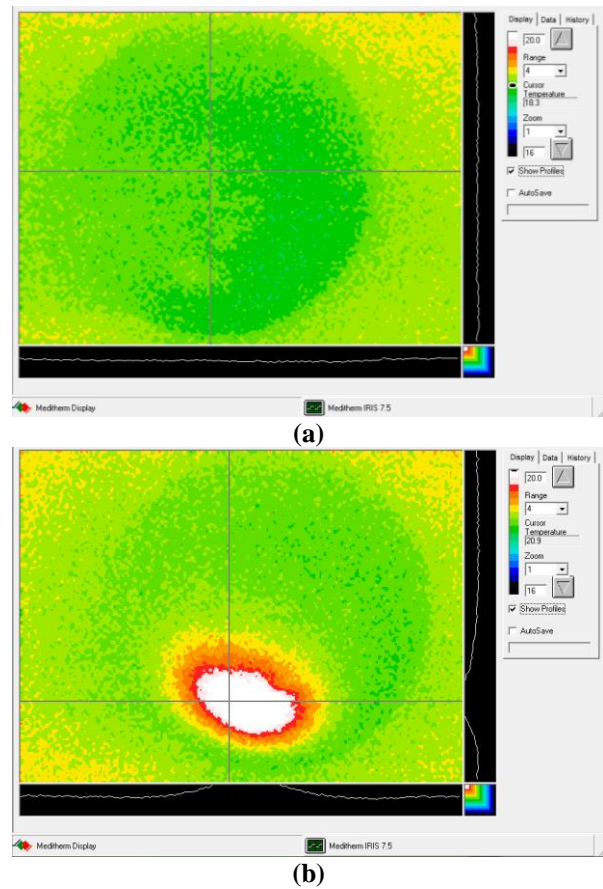 Display Data History
20.0
Range
4
Cursor
Temperature
18.3
Zoom
1
16
Show Profiles
AutoSave
Meditherm Display Meditherm IRIS 7.5
(a)
Display Data History
20.0
Range
4
Cursor
Temperature
20.9
Zoom
1
16
Show Profiles
AutoSave
Meditherm Display Meditherm IRIS 7.5
(b)